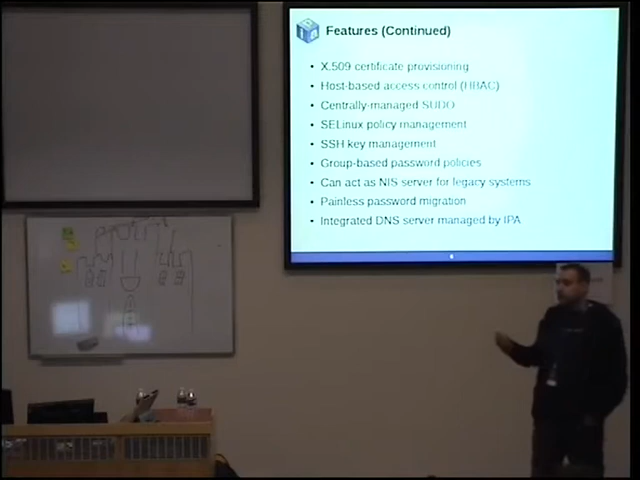 Features (Continued)
• X.509 certificate provisioning
• Host-based access control (HBAC)
• Centrally-managed SUDO
• SELinux policy management
• SSH key management
• Group-based password policies
• Can act as NIS server for legacy systems
• Painless password migration
• Integrated DNS server managed by IPA